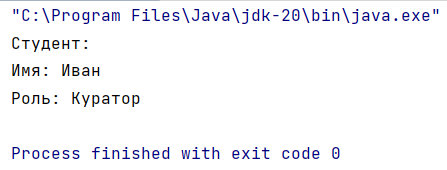 "C:\Program Files\Java\jdk-20\bin\java.exe"
Студент:
Имя: Иван
Роль: Куратор
Process finished with exit code 0